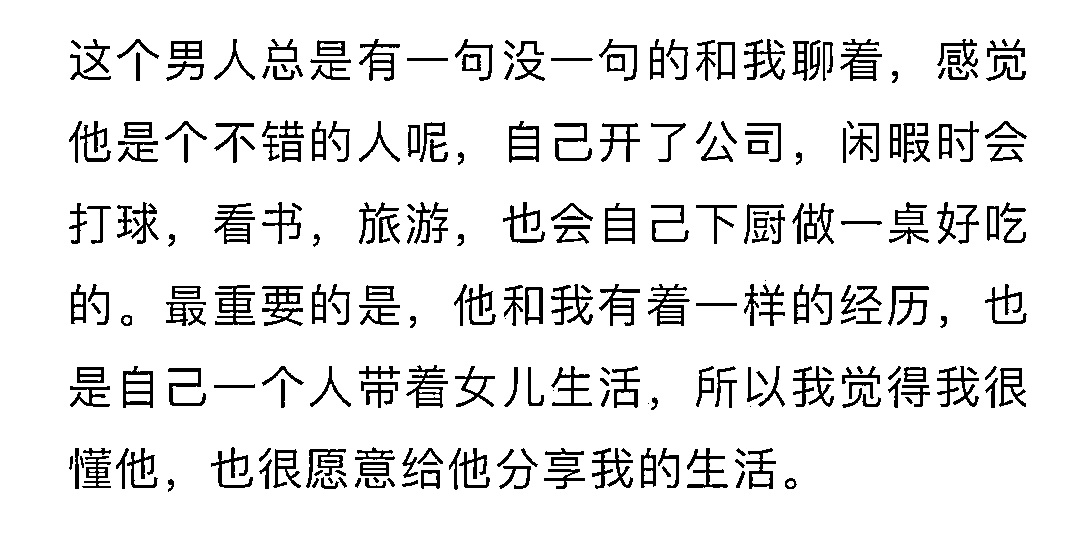 这个男人总是有一句没一句的和我聊着，感觉
他是个不错的人呢，自己开了公司，闲暇时会
打球，看书，旅游，也会自己下厨做一桌好吃
的。最重要的是，他和我有着一样的经历，也
是自己一个人带着女儿生活，所以我觉得我很
懂他，也很愿意给他分享我的生活。